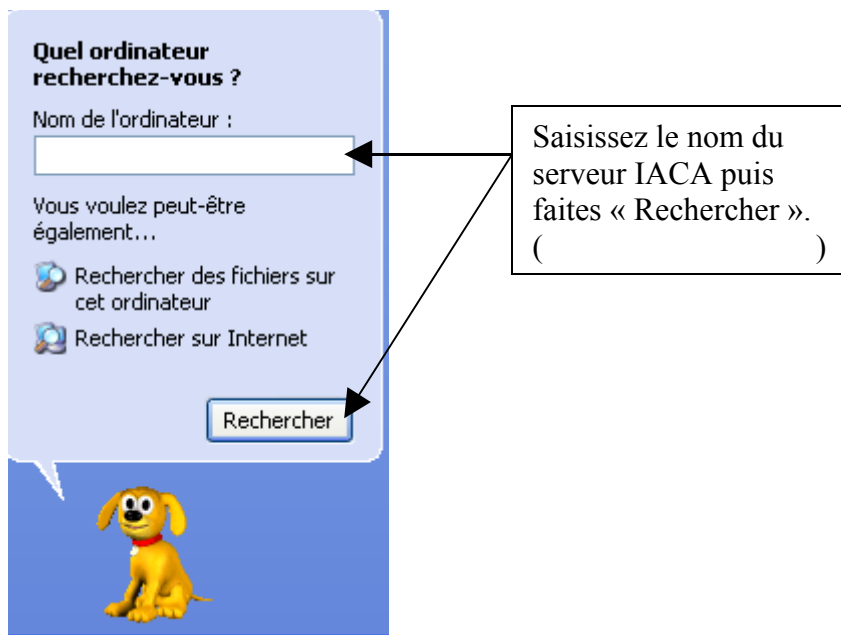 Quel ordinateur
recherchez-vous ?
Nom de l'ordinateur :
Vous voulez peut-être
également...
Rechercher des fichiers sur
cet ordinateur
Rechercher sur Internet
Rechercher
Saisissez le nom du
serveur IACA puis
faites « Rechercher ».
( )